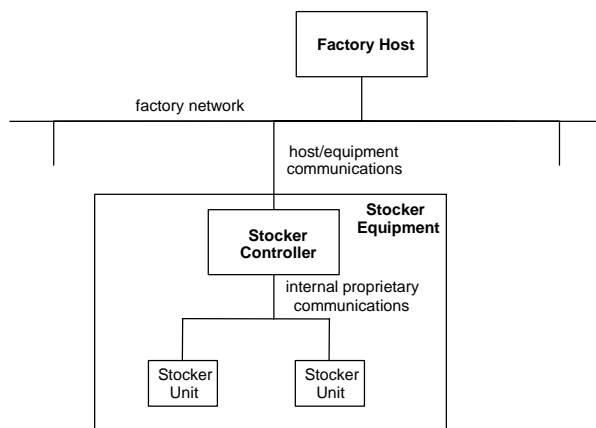 Factory Host
factory network
host/equipment
communications
Stocker
Equipment
Stocker
Controller
internal proprietary
communications
Stocker
Unit
Stocker
Unit